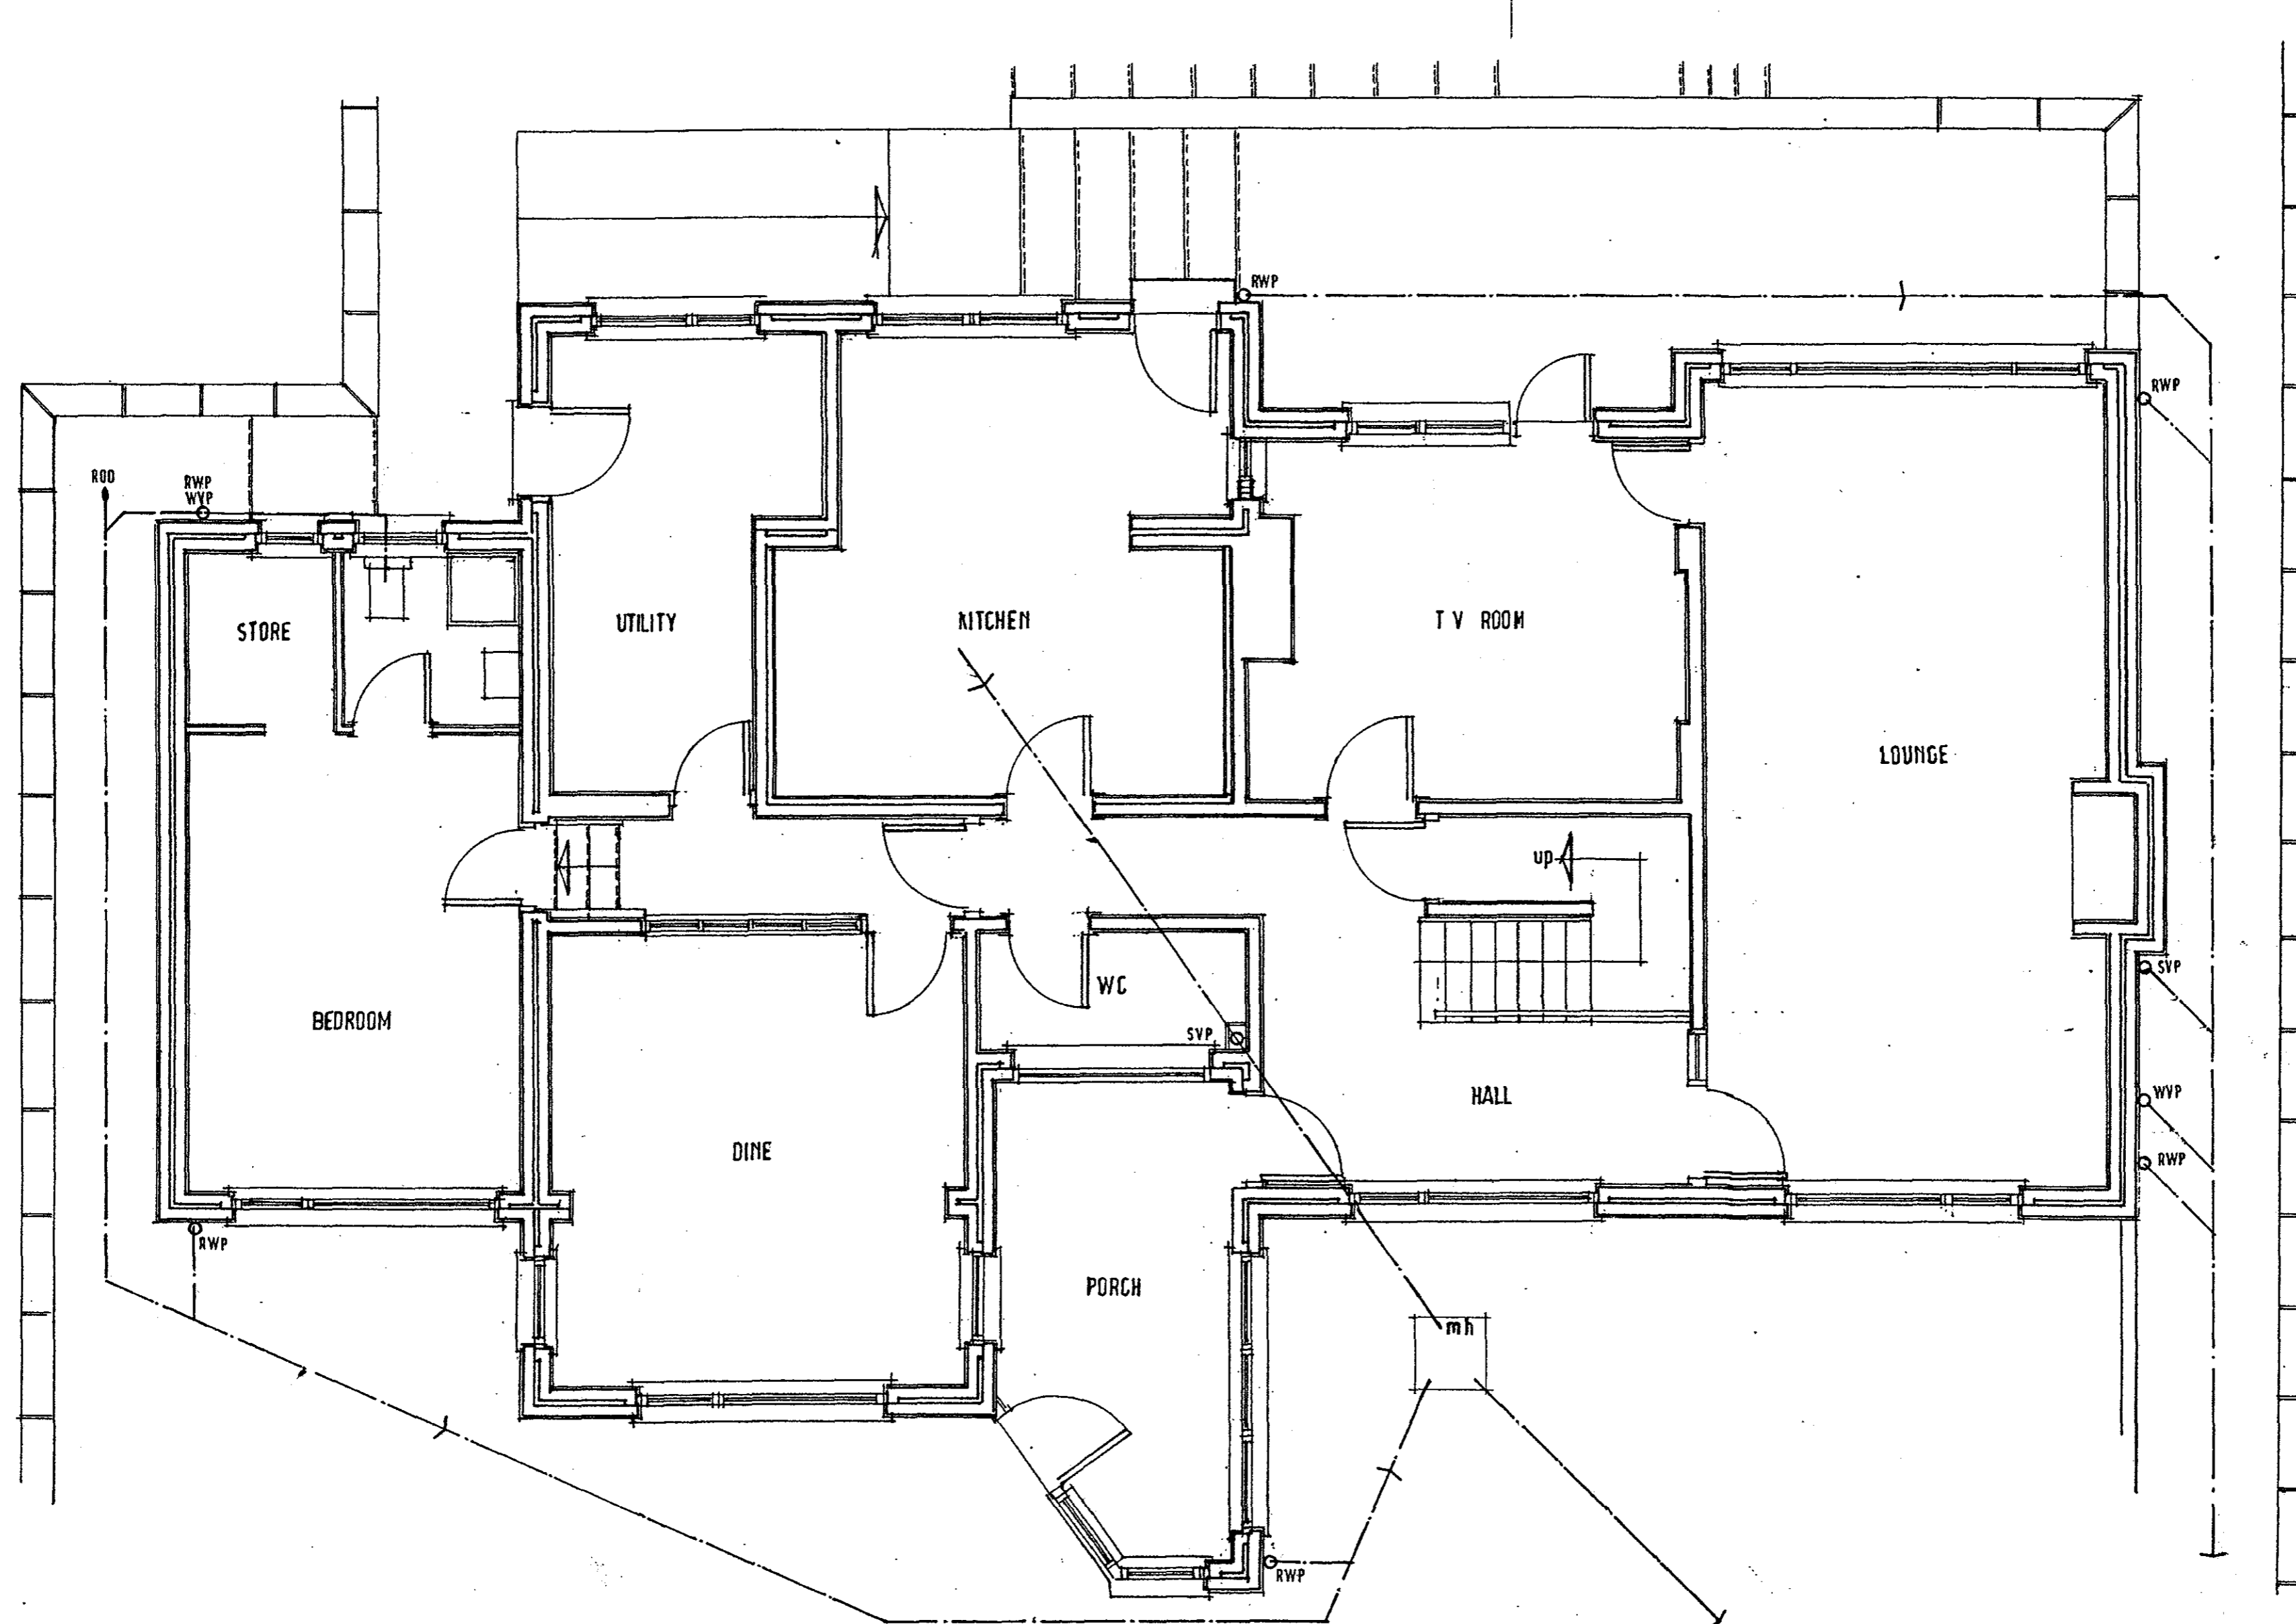 RWP
RWP
ROD
RWP
WVP
STORE
UTILITY
KITCHEN
T V ROOM
LOUNGE
up
WC
SVP
SVP
BEDROOM
HALL
WVP
DINE
RWP
RWP
PORCH
mh
RWP